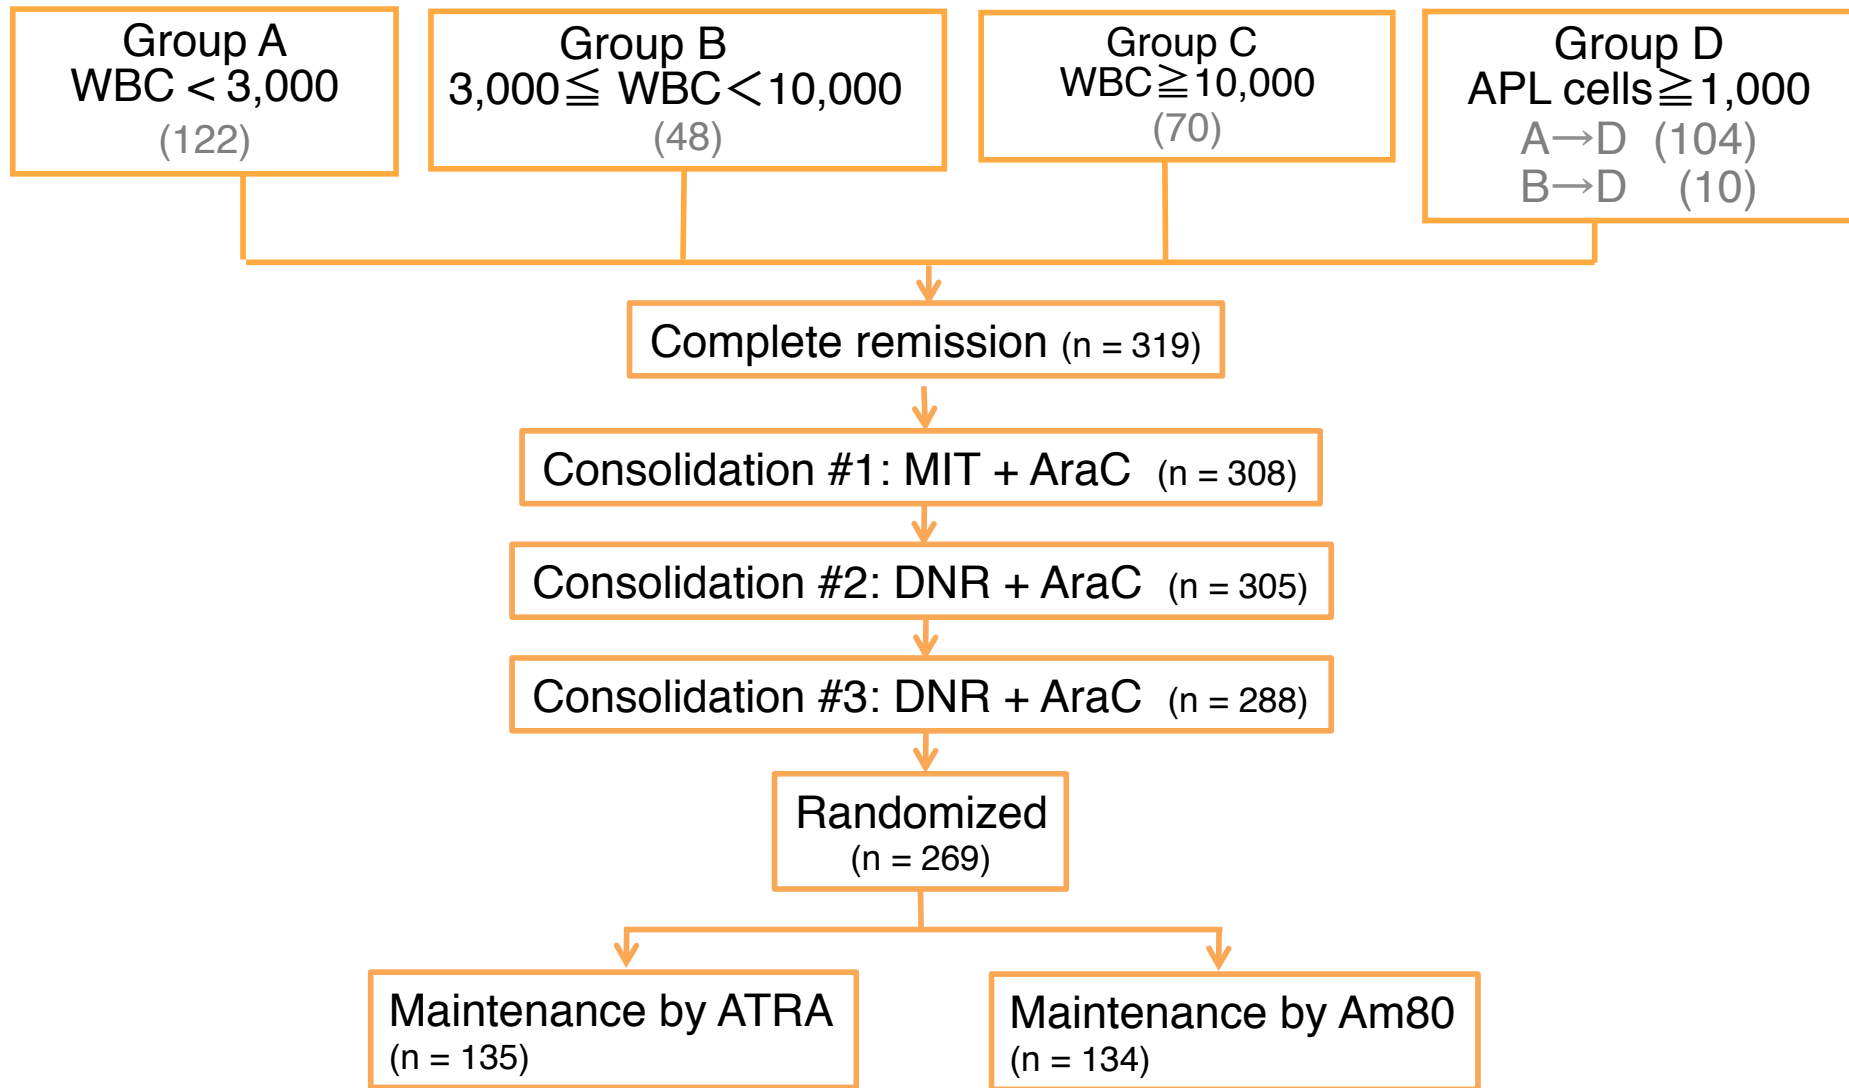 Group A
WBC < 3,000
(122)
Group B
3,000≦ WBC<10,000
(48)
Group C
WBC≧10,000
(70)
Group D
APL cells≧1,000
A→D (104)
B→D (10)
Complete remission (n = 319)
Consolidation #1: MIT + AraC (n = 308)
Consolidation #2: DNR + AraC (n = 305)
Consolidation #3: DNR + AraC (n = 288)
Randomized
(n = 269)
Maintenance by ATRA
(n = 135)
Maintenance by Am80
(n = 134)